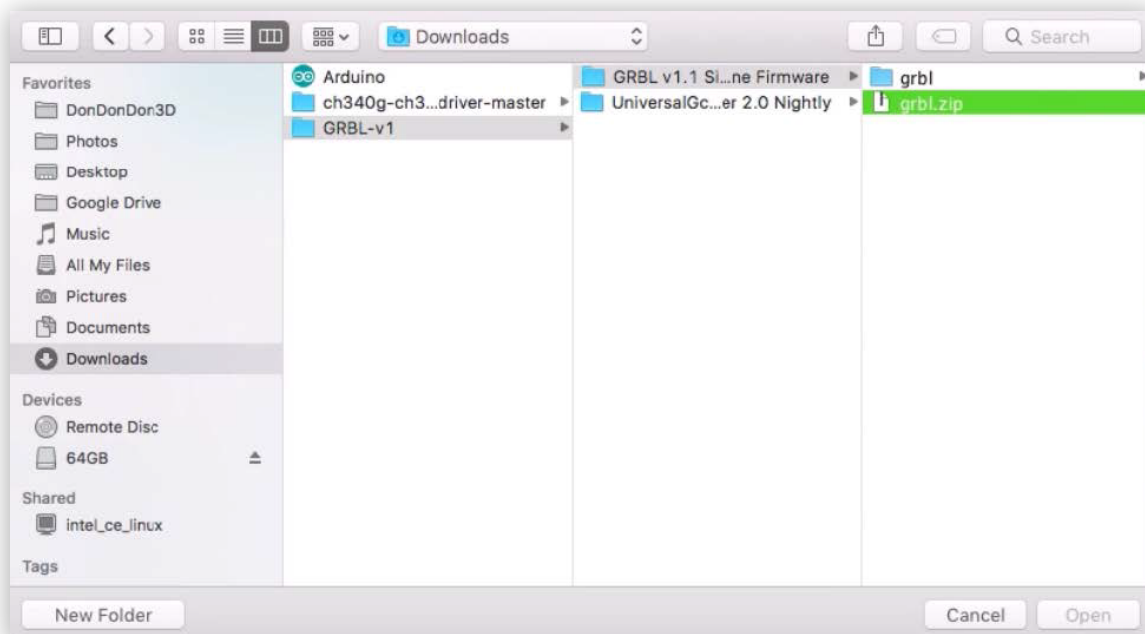 Downloads
Search
Favorites
DonDonDon3D
Photos
Desktop
Google Drive
Music
All My Files
Pictures
Documents
Downloads
Devices
Remote Disc
64GB
Shared
intel_ce_linux
Tags
Arduino
ch340g-ch3...driver-master
GRBL-v1
GRBL v1.1 Si...ne Firmware
UniversalGc...er 2.0 Nightly
grbl
grbl.zip
New Folder
Cancel
Open